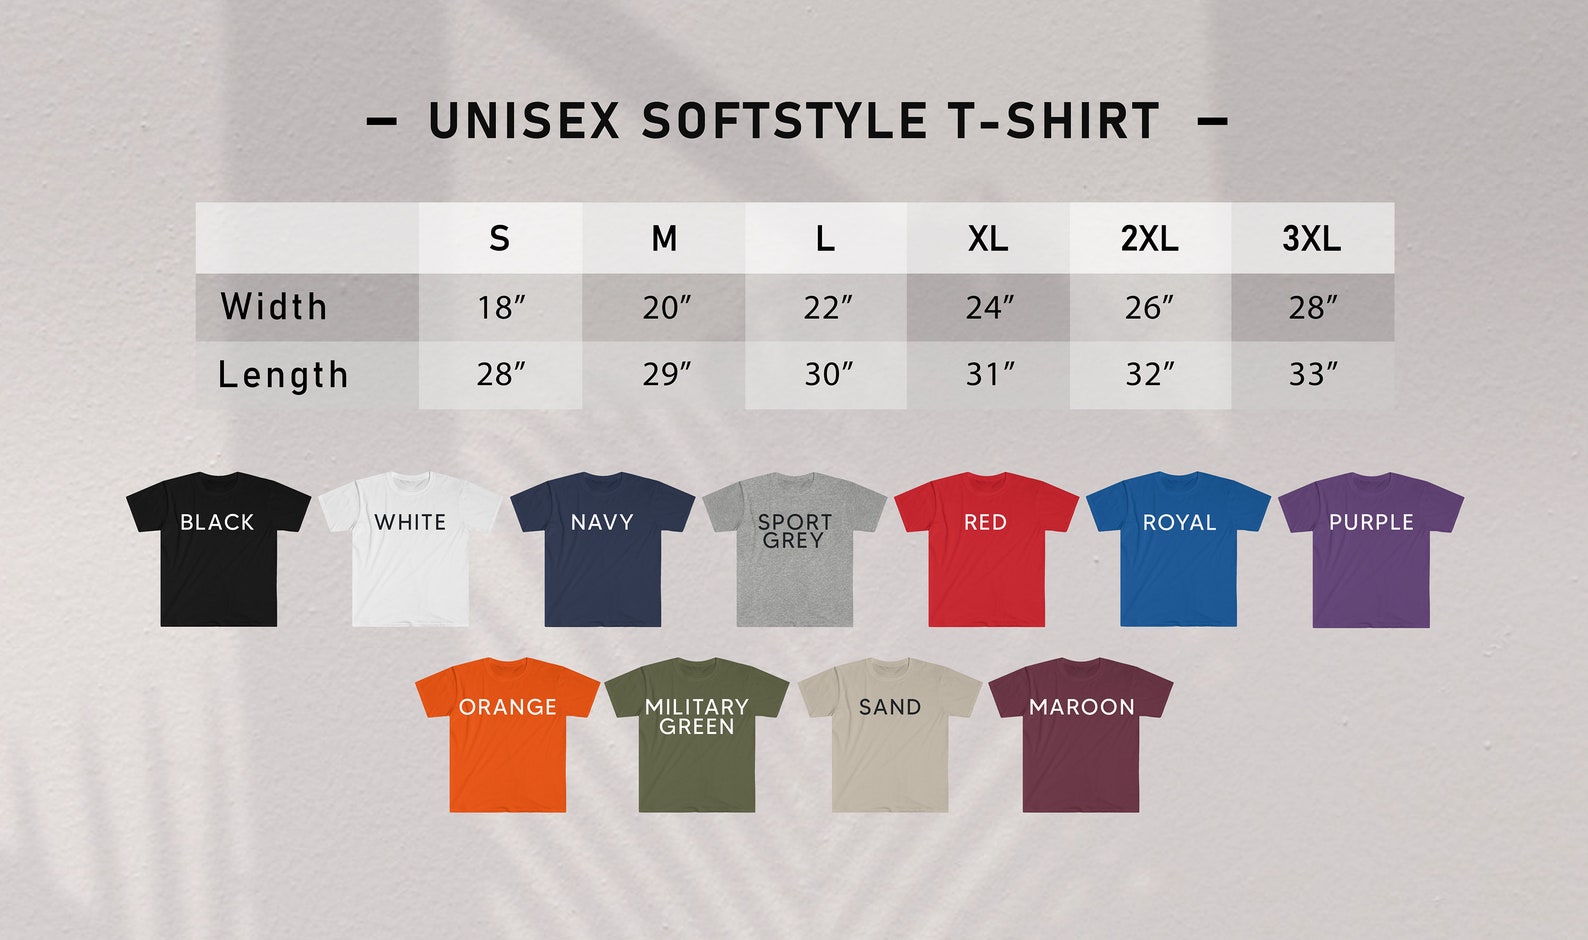 – UNISEX SOFTSTYLE T-SHIRT –
S M L XL 2XL 3XL
Width 18” 20” 22” 24” 26” 28”
Length 28” 29” 30” 31” 32” 33”
BLACK
WHITE
NAVY
SPORT
GREY
RED
ROYAL
PURPLE
ORANGE
MILITARY
GREEN
SAND
MAROON